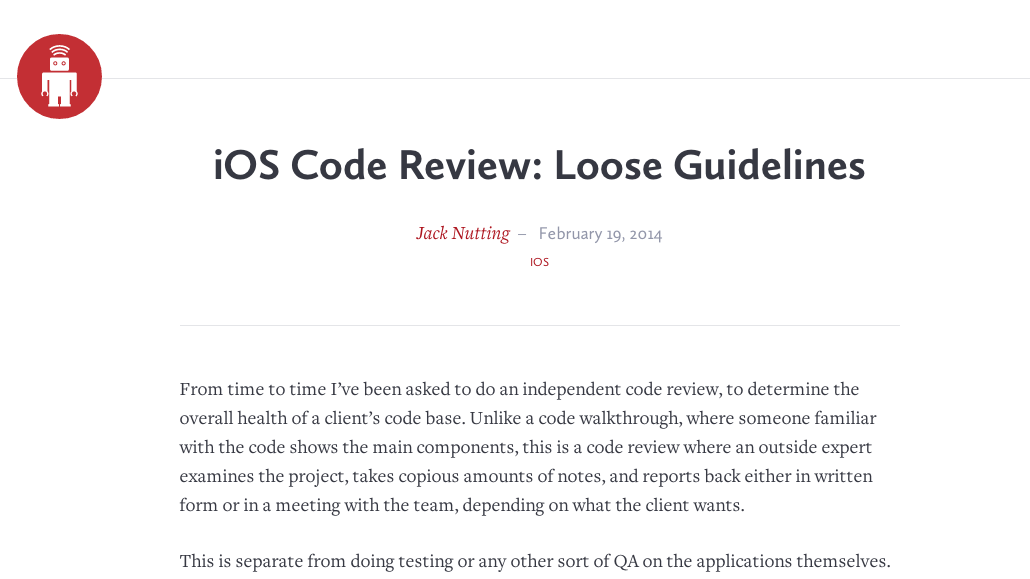 iOS Code Review: Loose Guidelines
Jack Nutting – February 19, 2014
IOS
From time to time I’ve been asked to do an independent code review, to determine the
overall health of a client’s code base. Unlike a code walkthrough, where someone familiar
with the code shows the main components, this is a code review where an outside expert
examines the project, takes copious amounts of notes, and reports back either in written
form or in a meeting with the team, depending on what the client wants.
This is separate from doing testing or any other sort of QA on the applications themselves.